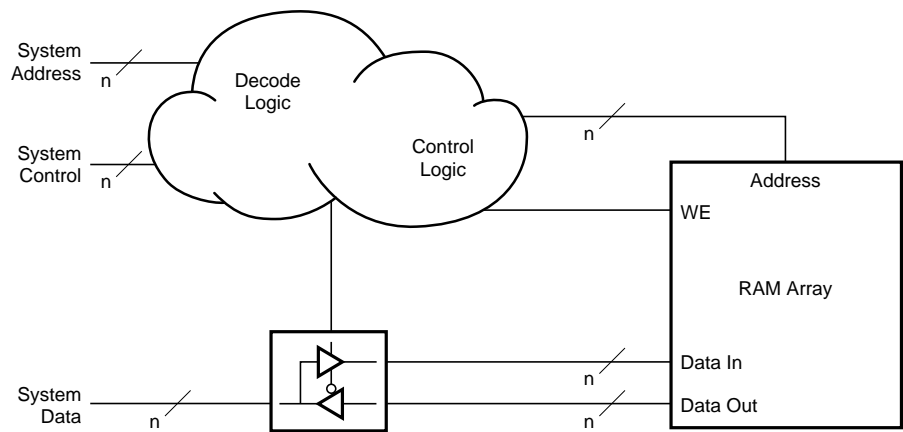 System
Address
n
Decode
Logic
System
Control
n
Control
Logic
n
Address
WE
RAM Array
Data In
n
System
Data
n
Data Out
n